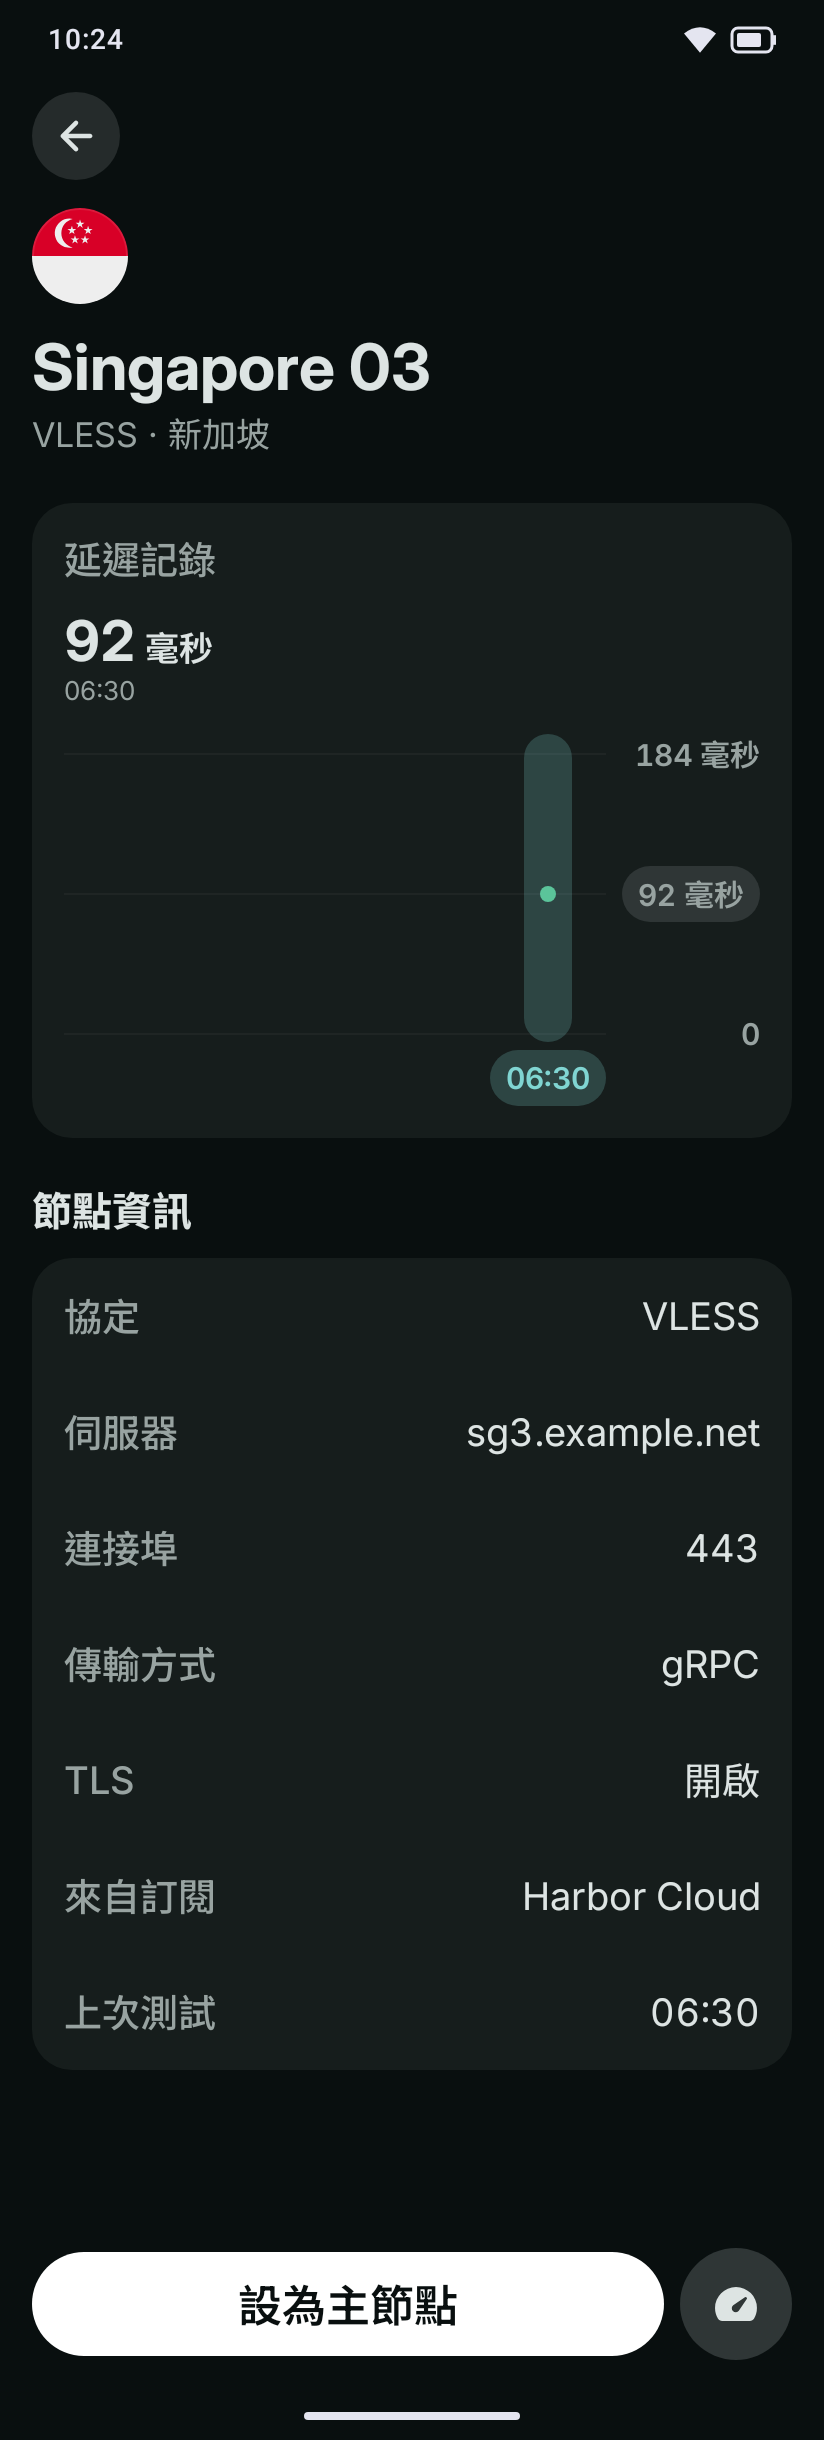 10:24
Singapore 03
VLESS · 新加坡
延遲記錄
92 毫秒
06:30
184 毫秒
92 毫秒
0
06:30
節點資訊
協定 VLESS
伺服器 sg3.example.net
連接埠 443
傳輸方式 gRPC
TLS 開啟
來自訂閱 Harbor Cloud
上次測試 06:30
設為主節點